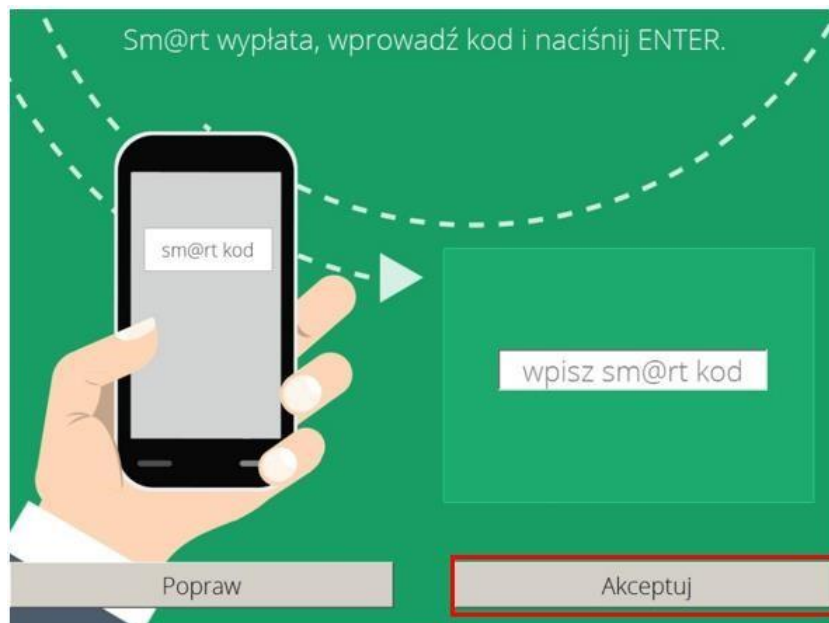 Sm@rt wypłata, wprowadź kod i naciśnij ENTER.
sm@rt kod
wpisz sm@rt kod
Popraw
Akceptuj